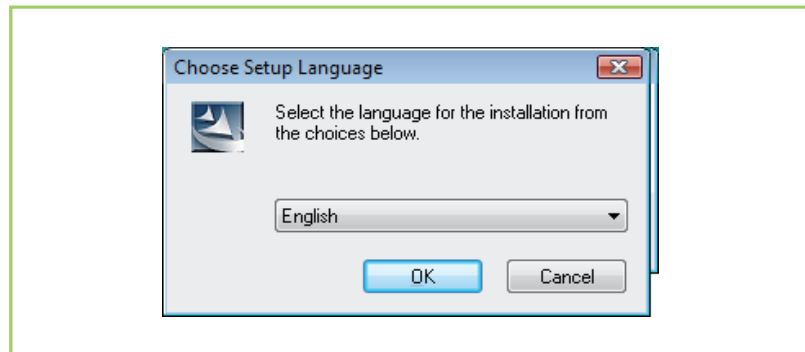 Choose Setup Language
Select the language for the installation from
the choices below.
English
OK
Cancel